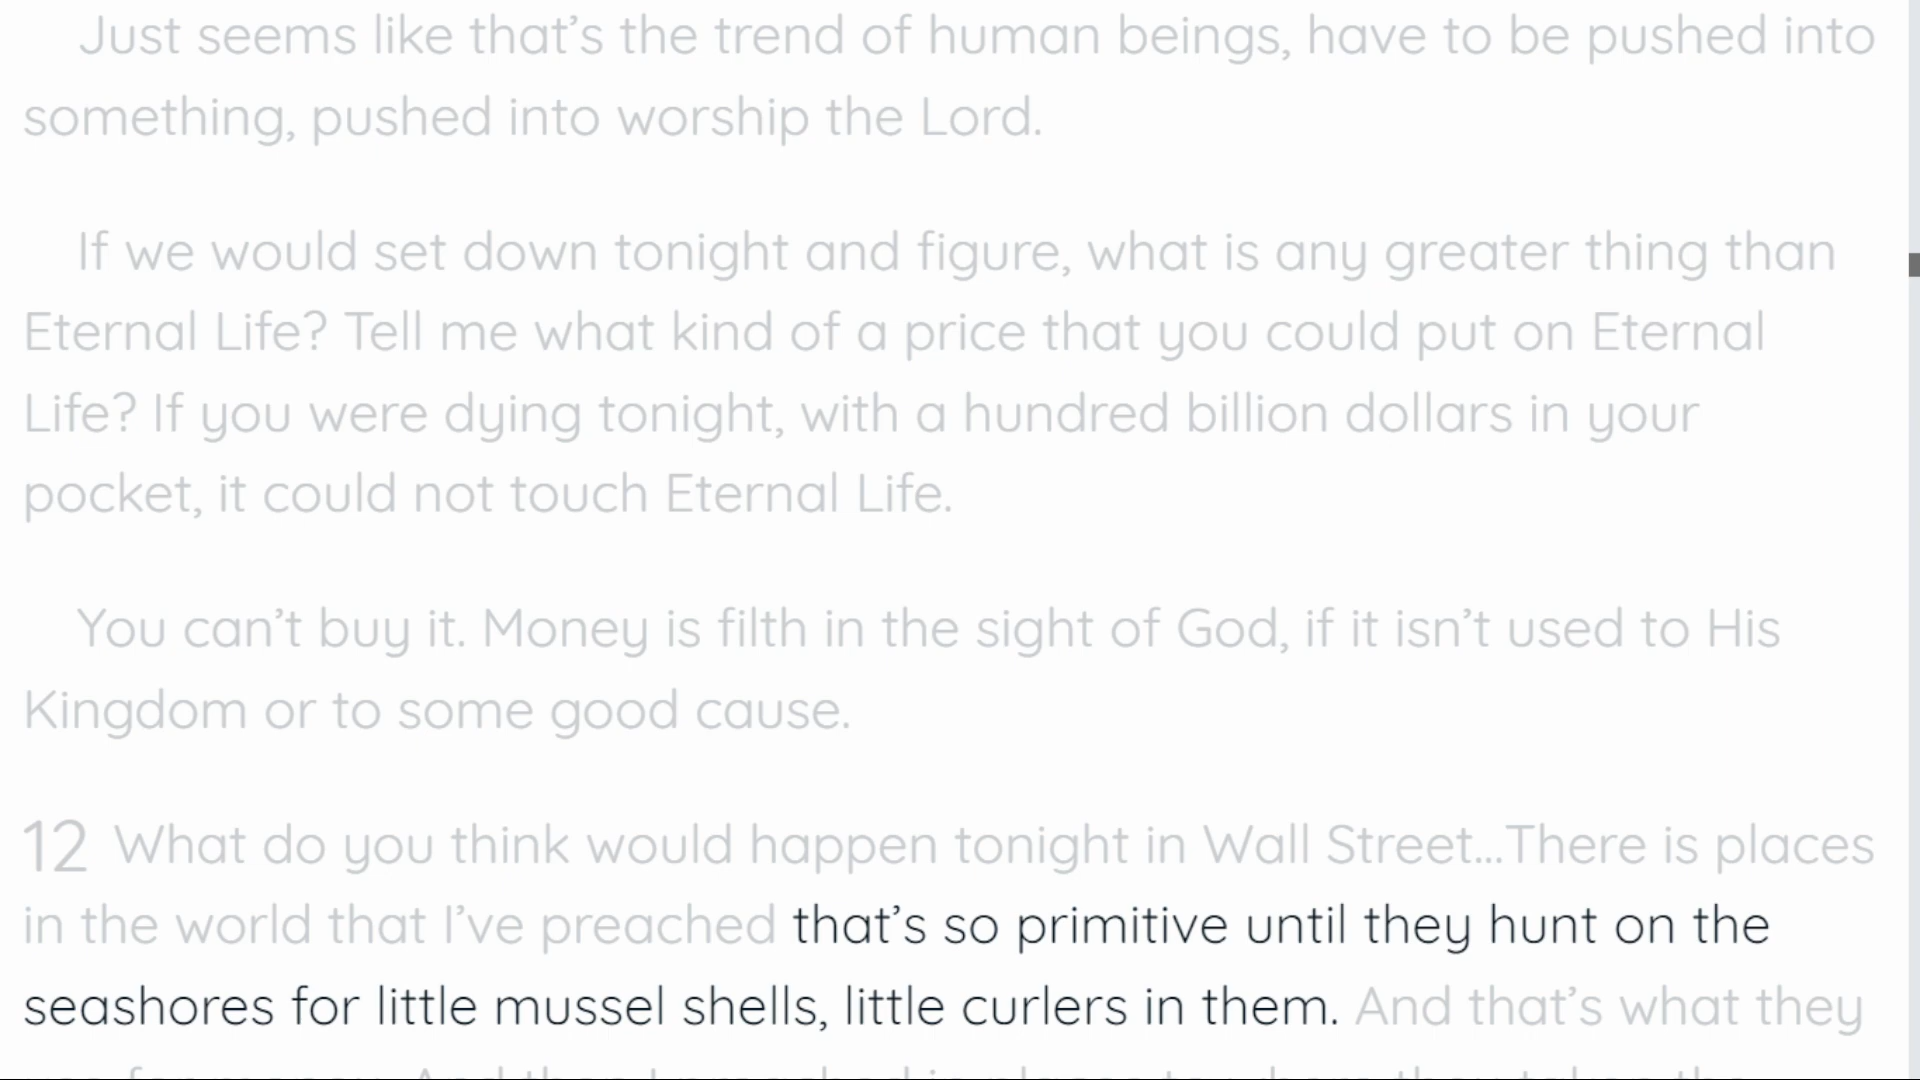 Just seems like that’s the trend of human beings, have to be pushed into
something, pushed into worship the Lord.
If we would set down tonight and figure, what is any greater thing than
Eternal Life? Tell me what kind of a price that you could put on Eternal
Life? If you were dying tonight, with a hundred billion dollars in your
pocket, it could not touch Eternal Life.
You can’t buy it. Money is filth in the sight of God, if it isn’t used to His
Kingdom or to some good cause.
12 What do you think would happen tonight in Wall Street...There is places
in the world that I’ve preached that’s so primitive until they hunt on the
seashores for little mussel shells, little curlers in them. And that’s what they